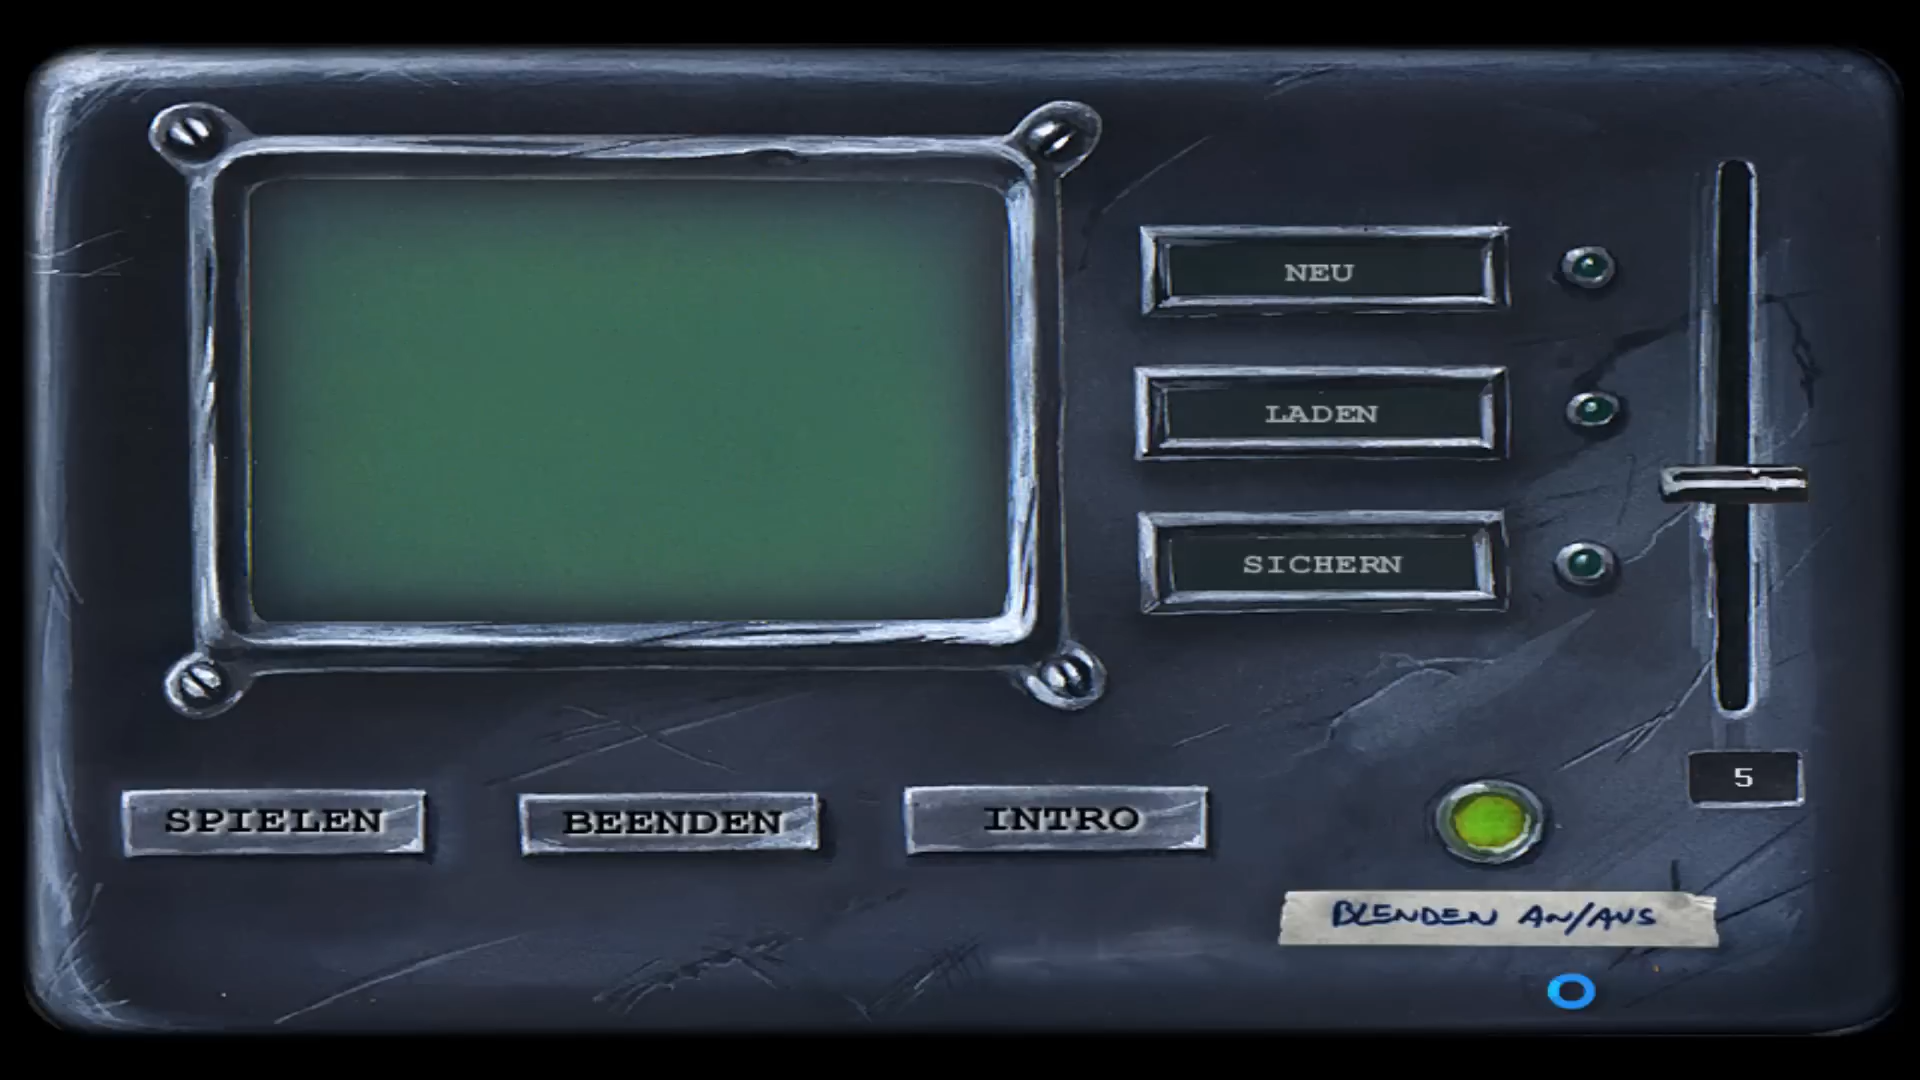 NEU
LADEN
SICHERN
5
SPIELEN
BEENDEN
INTRO
BLENDEN AN/AUS